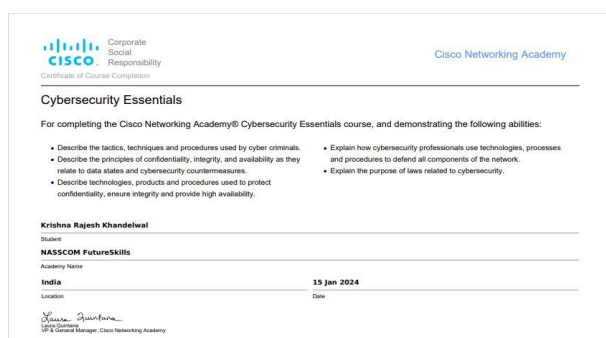 CISCO
Corporate
Social
Responsibility
Cisco Networking Academy
Certificate of Course Completion
Cybersecurity Essentials
For completing the Cisco Networking Academy® Cybersecurity Essentials course, and demonstrating the following abilities:
• Describe the tactics, techniques and procedures used by cyber criminals.
• Describe the principles of confidentiality, integrity, and availability as they
relate to data states and cybersecurity countermeasures.
• Describe technologies, products and procedures used to protect
confidentiality, ensure integrity and provide high availability.
• Explain how cybersecurity professionals use technologies, processes
and procedures to defend all components of the network.
• Explain the purpose of laws related to cybersecurity.
Krishna Rajesh Khandelwal
Student
NASSCOM FutureSkills
Academy Name
India
15 Jan 2024
Location
Date
Laura Quintana
Laura Quintana
VP & General Manager, Cisco Networking Academy